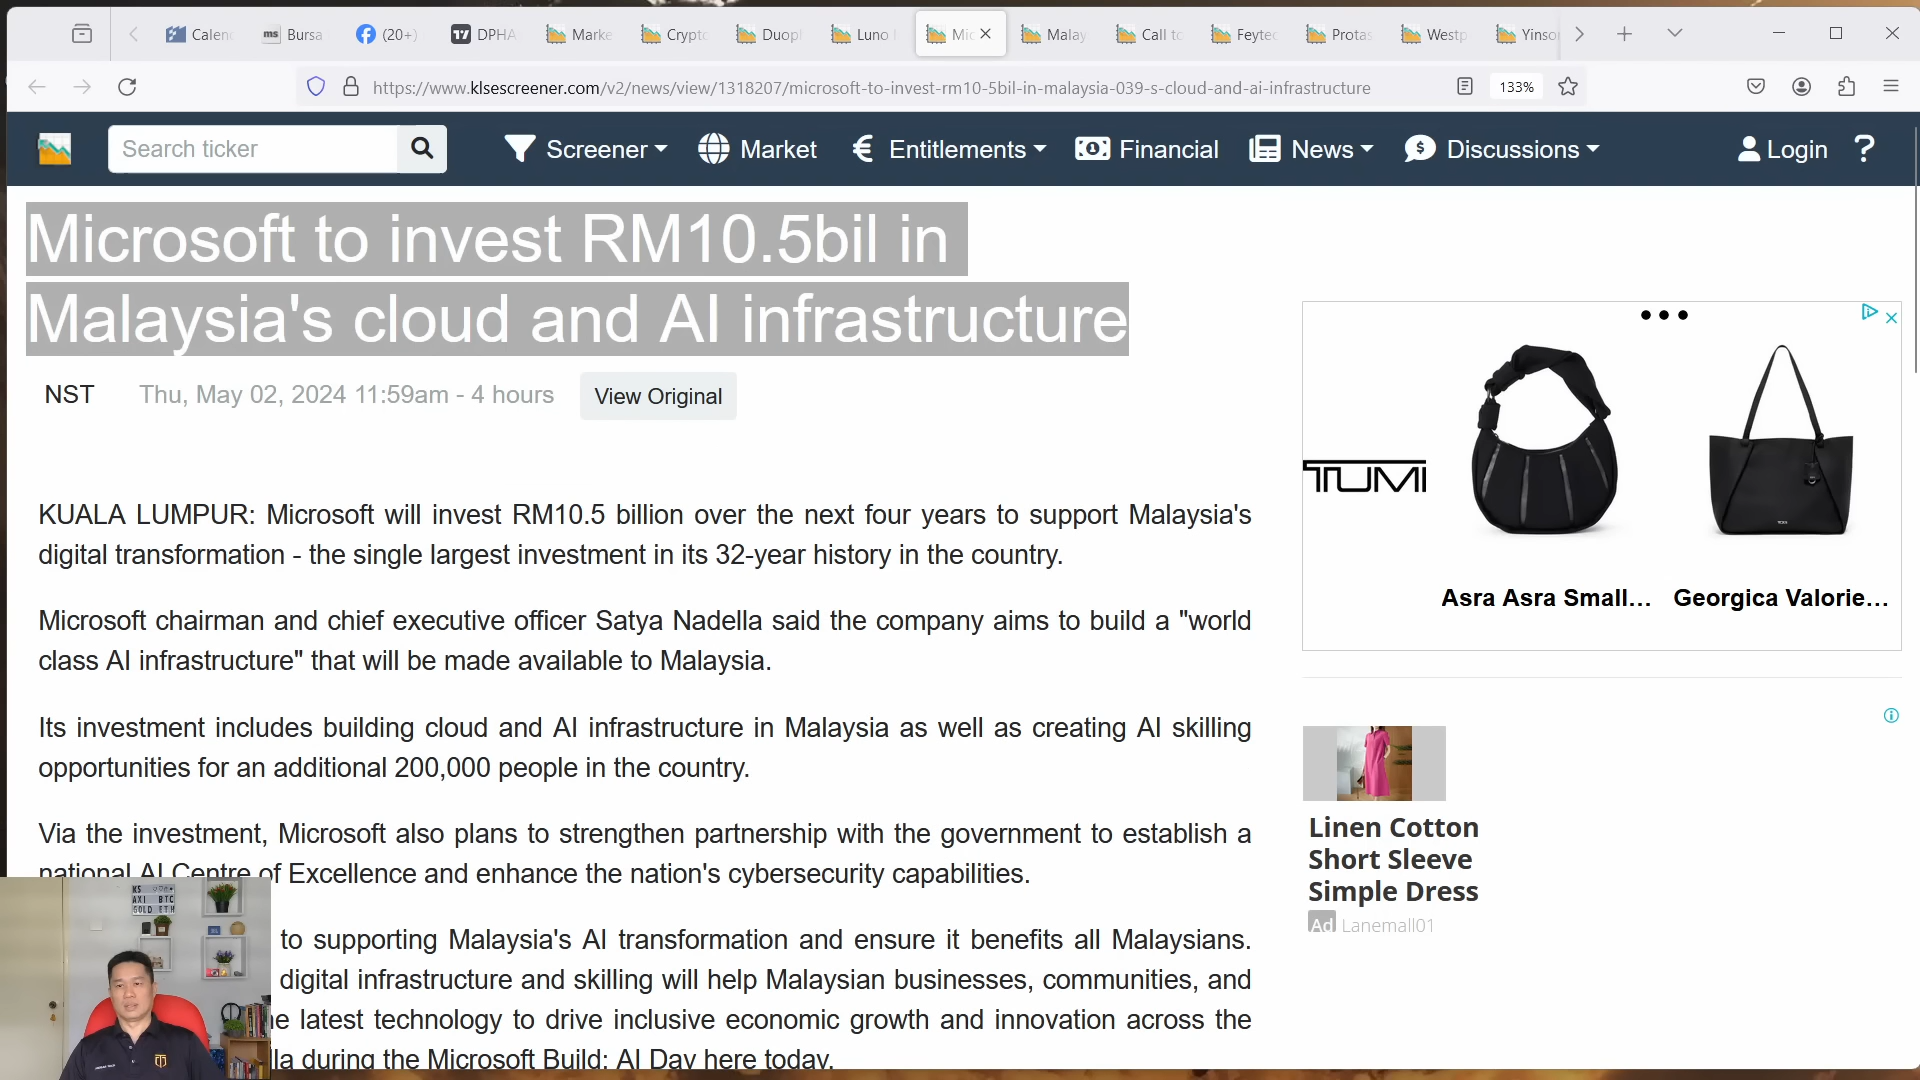 Calen
ms Bursa
(20+)
17 DPHA
Marke
Crypto
Duoph
Luno
Mic
Malay
Call to
Feytec
Protas
Westp
Yinson
https://www.klsescreener.com/v2/news/view/1318207/microsoft-to-invest-rm10-5bil-in-malaysia-039-s-cloud-and-ai-infrastructure
133%
Search ticker
Screener
Market
Entitlements
Financial
News
Discussions
Login
?
Microsoft to invest RM10.5bil in
Malaysia's cloud and AI infrastructure
NST
Thu, May 02, 2024 11:59am - 4 hours
View Original
KUALA LUMPUR: Microsoft will invest RM10.5 billion over the next four years to support Malaysia's
digital transformation - the single largest investment in its 32-year history in the country.
Microsoft chairman and chief executive officer Satya Nadella said the company aims to build a "world
class AI infrastructure" that will be made available to Malaysia.
Its investment includes building cloud and AI infrastructure in Malaysia as well as creating AI skilling
opportunities for an additional 200,000 people in the country.
Via the investment, Microsoft also plans to strengthen partnership with the government to establish a
national AI Centre of Excellence and enhance the nation's cybersecurity capabilities.
to supporting Malaysia's AI transformation and ensure it benefits all Malaysians.
digital infrastructure and skilling will help Malaysian businesses, communities, and
latest technology to drive inclusive economic growth and innovation across the
during the Microsoft Build: AI Day here today.
TUMI
Asra Asra Small...
Georgica Valorie...
Linen Cotton
Short Sleeve
Simple Dress
Ad Lanemall01
KS
AXI BTC
GOLD ETH